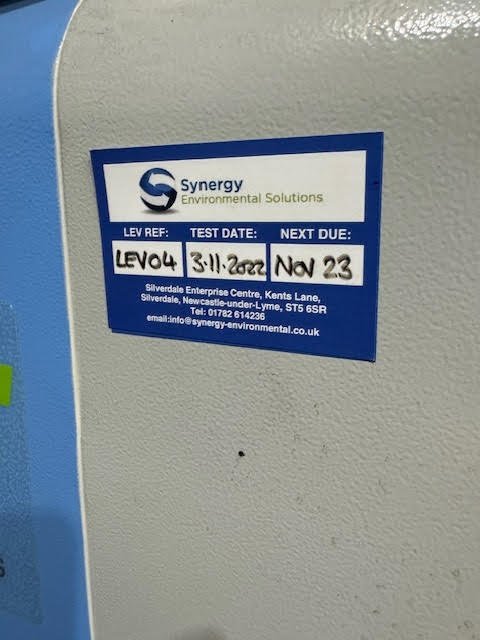 Synergy
Environmental Solutions
LEV REF: TEST DATE: NEXT DUE:
LEV04 3·11·2022 Nov 23
Silverdale Enterprise Centre, Kents Lane,
Silverdale, Newcastle-under-Lyme, ST5 6SR
Tel: 01782 614236
email:info@synergy-environmental.co.uk